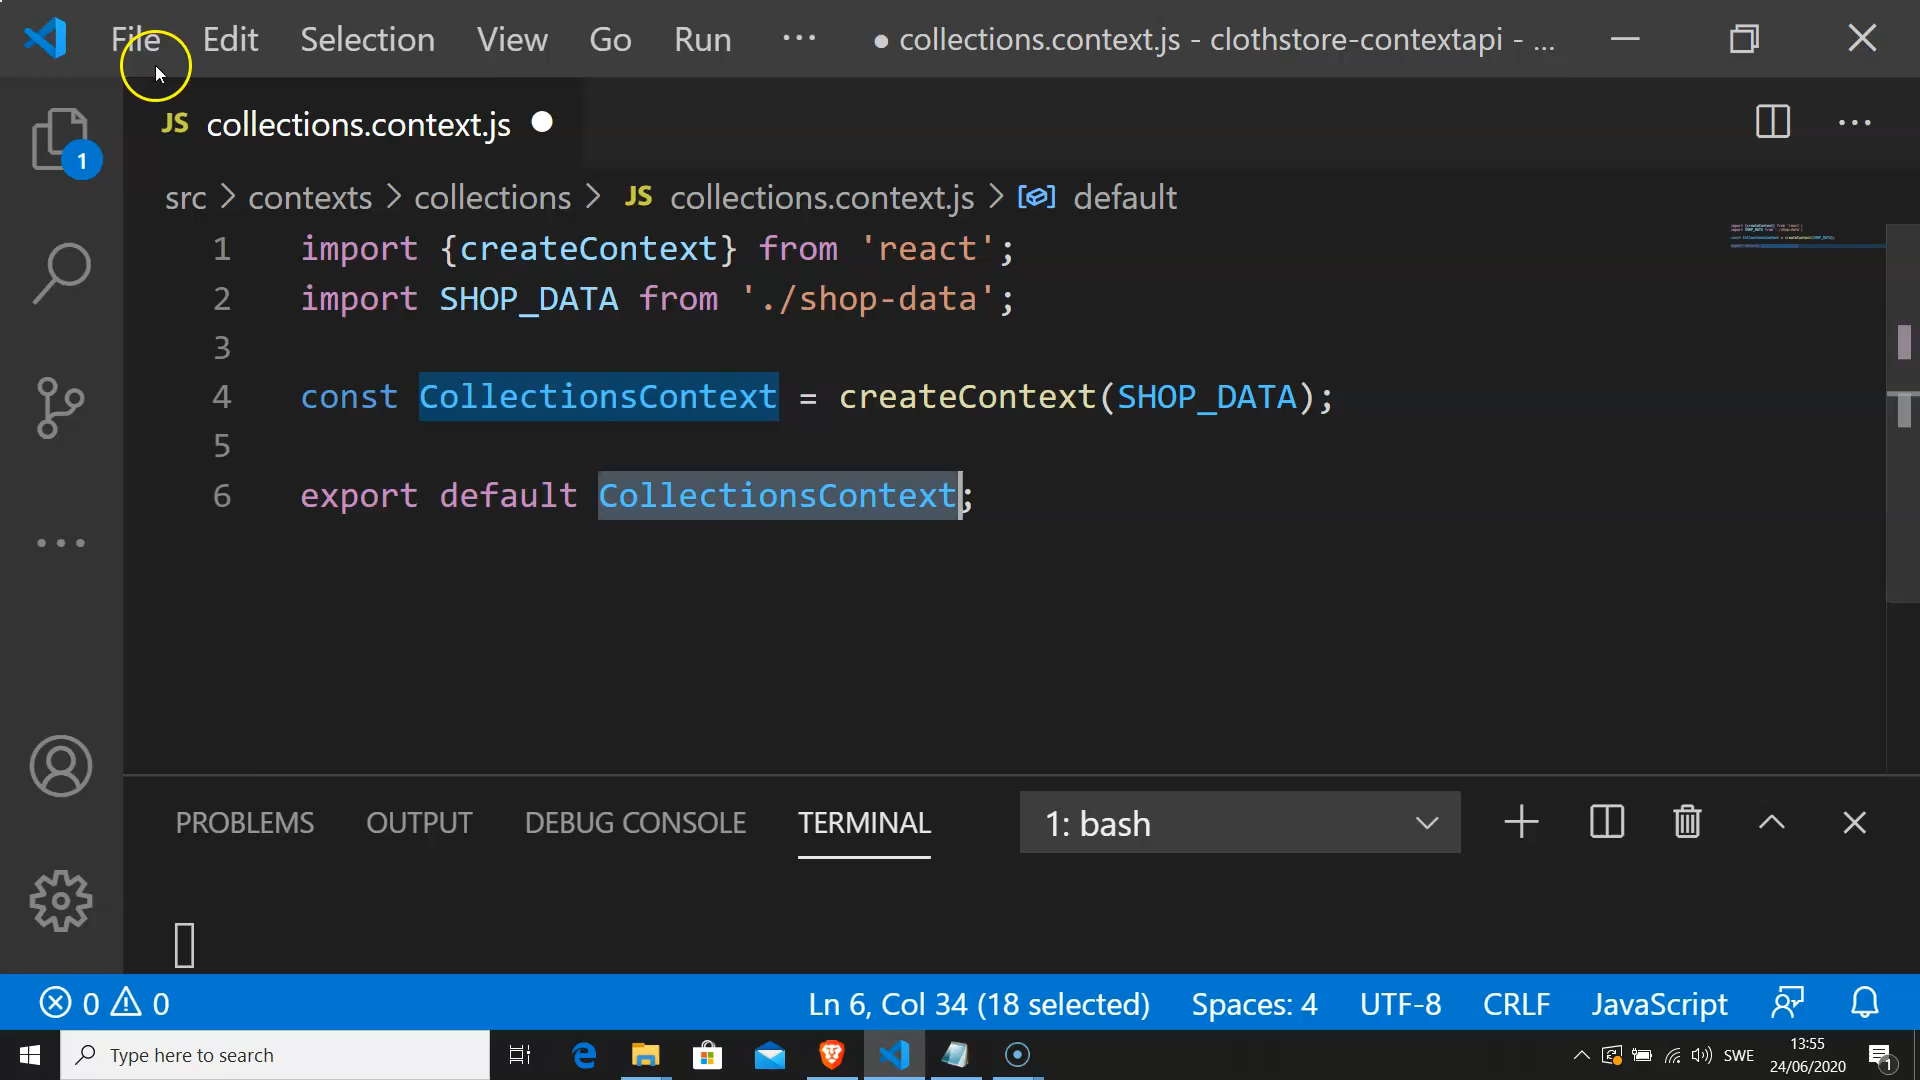 File Edit Selection View Go Run ··· ● collections.context.js - clothstore-contextapi - ...
JS collections.context.js ●
1
src > contexts > collections > JS collections.context.js > default
1 import {createContext} from 'react';
2 import SHOP_DATA from './shop-data';
3
4 const CollectionsContext = createContext(SHOP_DATA);
5
6 export default CollectionsContext;
PROBLEMS OUTPUT DEBUG CONSOLE TERMINAL 1: bash
0 0 Ln 6, Col 34 (18 selected) Spaces: 4 UTF-8 CRLF JavaScript
Type here to search SWE 13:55
24/06/2020 1